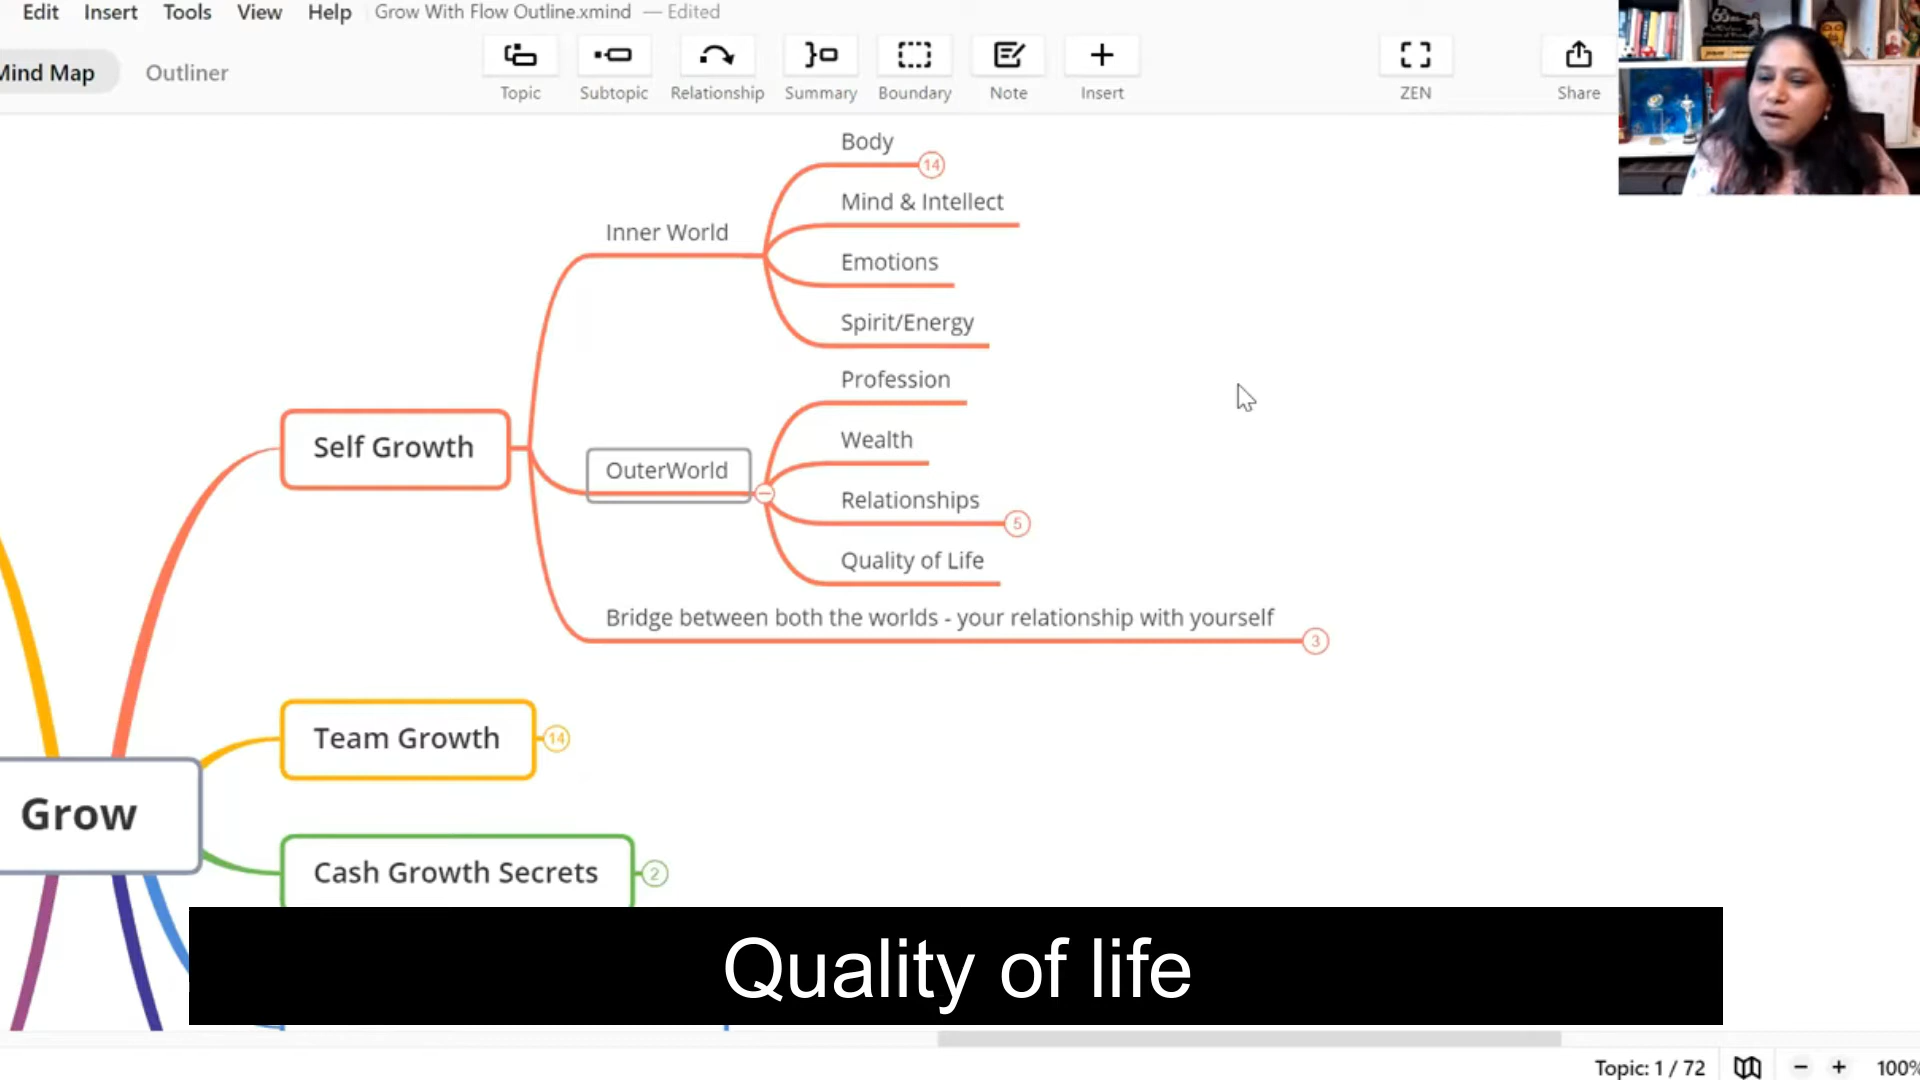 Edit Insert Tools View Help Grow With Flow Outline.xmind — Edited
Mind Map Outliner
Topic Subtopic Relationship Summary Boundary Note Insert ZEN Share
Body
14
Mind & Intellect
Inner World
Emotions
Spirit/Energy
Profession
Wealth
Self Growth
OuterWorld
Relationships
5
Quality of Life
Bridge between both the worlds - your relationship with yourself
3
Team Growth
14
Grow
Cash Growth Secrets
2
Quality of life
Topic: 1 / 72
100%